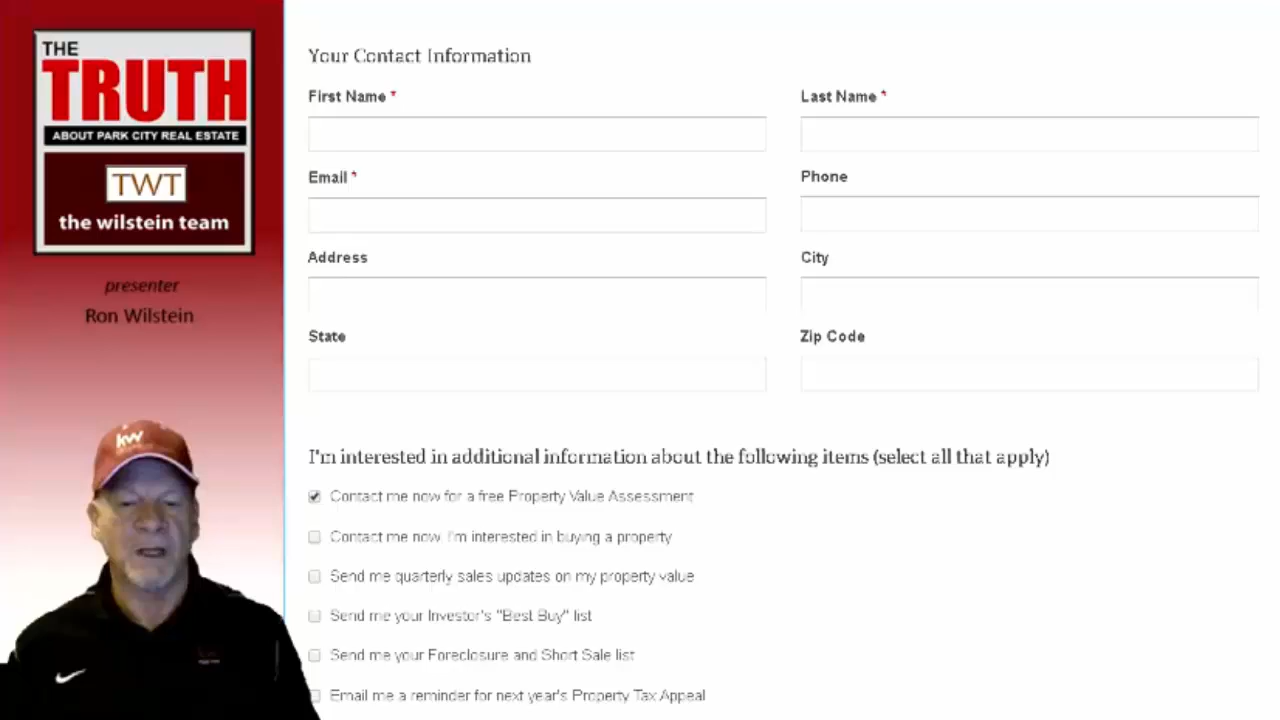 THE
TRUTH
ABOUT PARK CITY REAL ESTATE
TWT
the wilstein team
presenter
Ron Wilstein
kw
Your Contact Information
First Name *
Last Name *
Email *
Phone
Address
City
State
Zip Code
I'm interested in additional information about the following items (select all that apply)
Contact me now for a free Property Value Assessment
Contact me now. I'm interested in buying a property
Send me quarterly sales updates on my property value
Send me your Investor's "Best Buy" list
Send me your Foreclosure and Short Sale list
Email me a reminder for next year's Property Tax Appeal